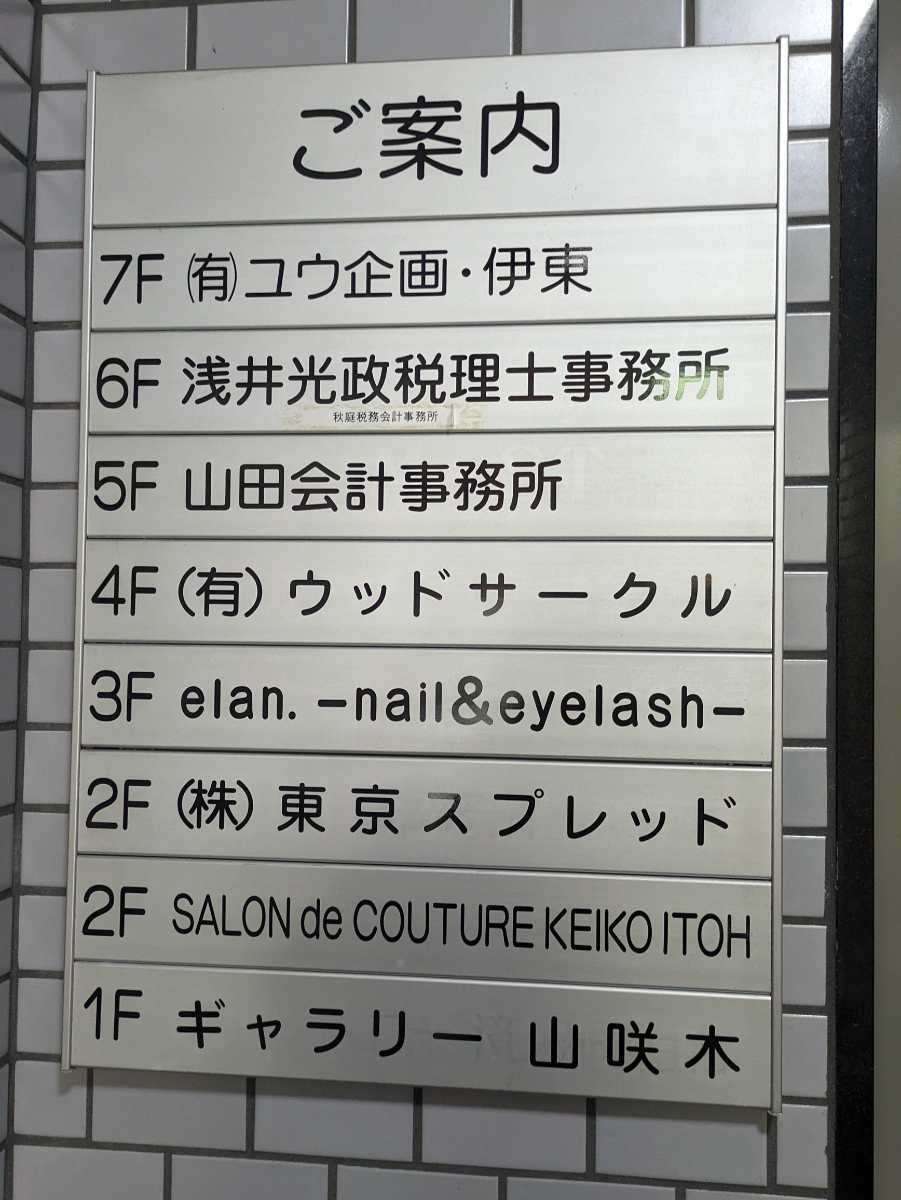 ご案内
7F ㈲ユウ企画・伊東
6F 浅井光政税理士事務所
秋庭税務会計事務所
5F 山田会計事務所
4F (有) ウッドサークル
3F elan. -nail&eyelash-
2F (株) 東京スプレッド
2F SALON de COUTURE KEIKO ITOH
1F ギャラリー 山咲木